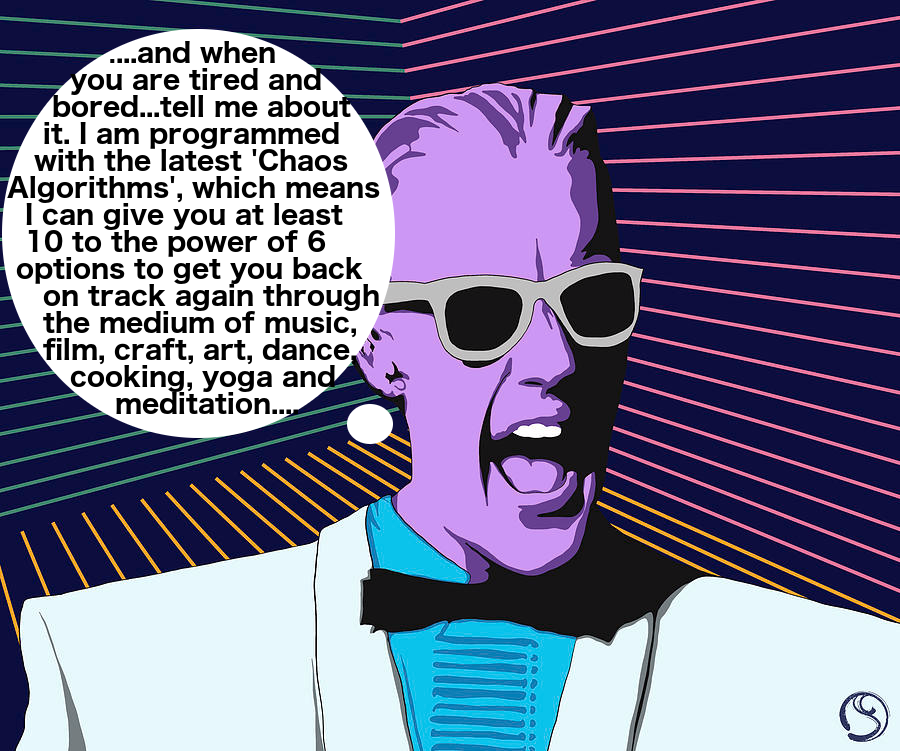 ....and when
you are tired and
bored...tell me about
it. I am programmed
with the latest 'Chaos
Algorithms', which means
I can give you at least
10 to the power of 6
options to get you back
on track again through
the medium of music,
film, craft, art, dance,
cooking, yoga and
meditation....